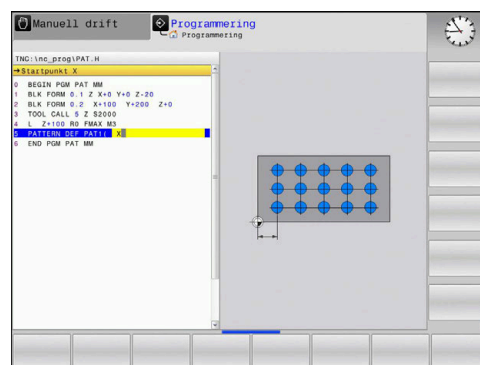 Manuell drift
Programmering
Programmering
TNC:\nc_prog\PAT.H
→Startpunkt X
0 BEGIN PGM PAT MM
1 BLK FORM 0.1 Z X+0 Y+0 Z-20
2 BLK FORM 0.2 X+100 Y+200 Z+0
3 TOOL CALL 5 Z S2000
4 L Z+100 R0 FMAX M3
5 PATTERN DEF PAT1( X
6 END PGM PAT MM